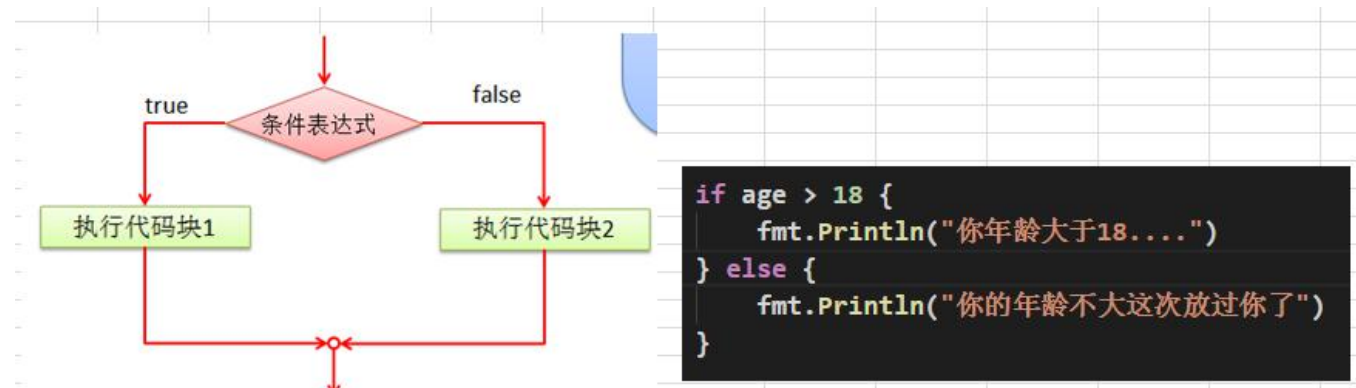 true
false
条件表达式
执行代码块1
执行代码块2
if age > 18 {
    fmt.Println("你年龄大于18....")
} else {
    fmt.Println("你的年龄不大这次放过你了")
}